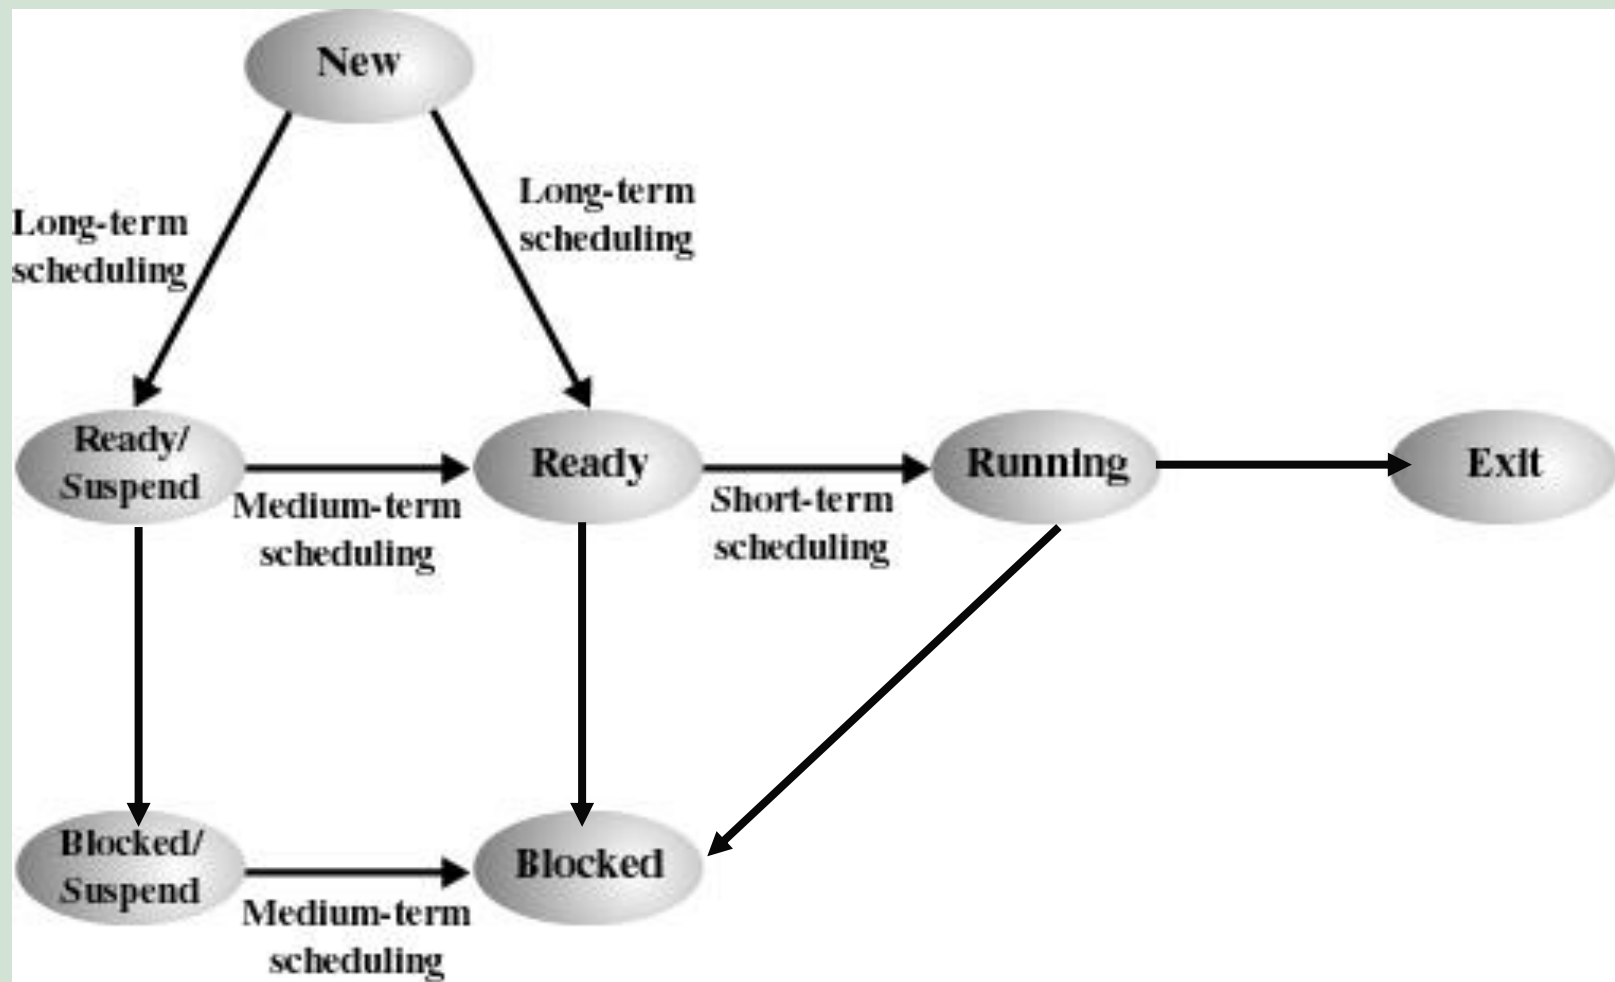 New
Long-term
scheduling
Long-term
scheduling
Ready/
Suspend
Medium-term
scheduling
Ready
Short-term
scheduling
Running
Exit
Blocked/
Suspend
Medium-term
scheduling
Blocked